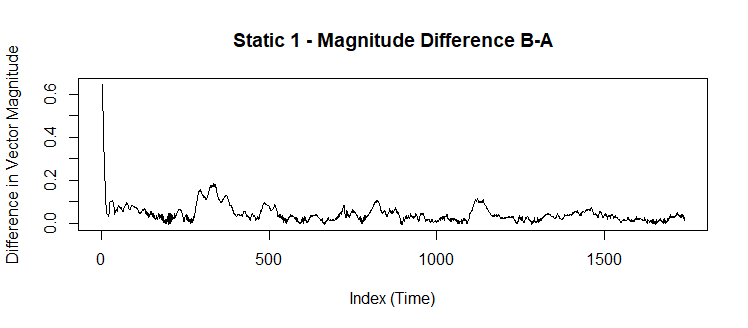 Static 1 - Magnitude Difference B-A
Difference in Vector Magnitude
0.6
0.4
0.2
0.0
0 500 1000 1500
Index (Time)